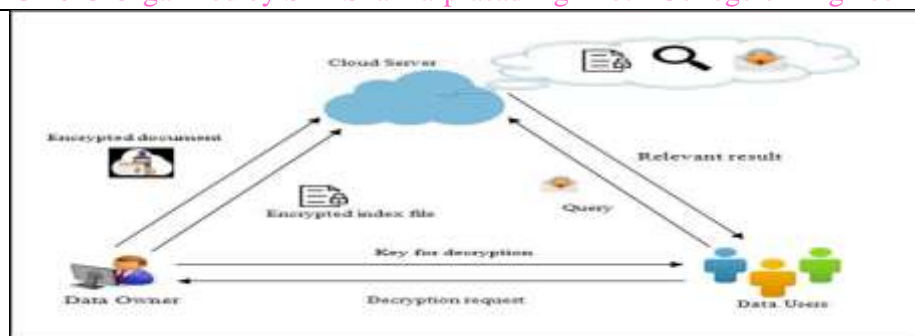 Cloud Server
Encrypted document
Relevant result
Encrypted index file
Query
Key for decryption
Data Owner
Decryption request
Data Users